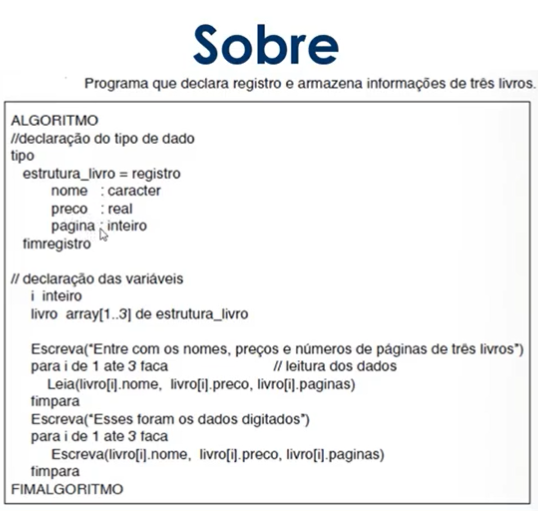 Sobre
Programa que declara registro e armazena informações de três livros.
ALGORITMO
//declaração do tipo de dado
tipo
estrutura_livro = registro
nome : caracter
preco : real
pagina : inteiro
fimregistro
// declaração das variáveis
i inteiro
livro array[1..3] de estrutura_livro
Escreva("Entre com os nomes, preços e números de páginas de três livros")
para i de 1 ate 3 faca // leitura dos dados
Leia(livro[i].nome, livro[i].preco, livro[i].paginas)
fimpara
Escreva("Esses foram os dados digitados")
para i de 1 ate 3 faca
Escreva(livro[i].nome, livro[i].preco, livro[i].paginas)
fimpara
FIMALGORITMO